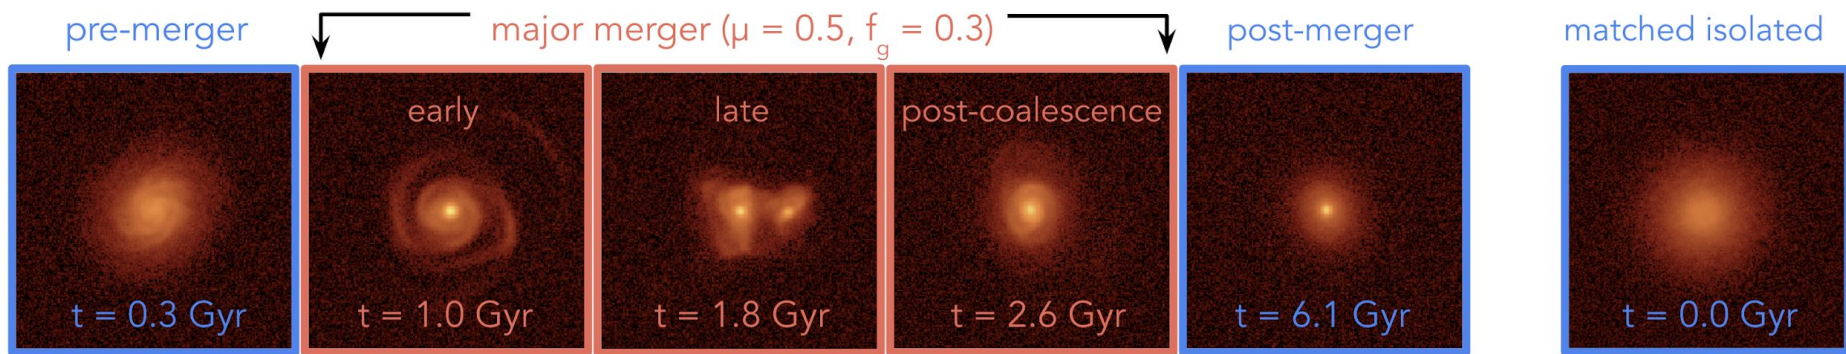 pre-merger
major merger (μ = 0.5, f_g = 0.3)
post-merger
matched isolated
early
late
post-coalescence
t = 0.3 Gyr
t = 1.0 Gyr
t = 1.8 Gyr
t = 2.6 Gyr
t = 6.1 Gyr
t = 0.0 Gyr